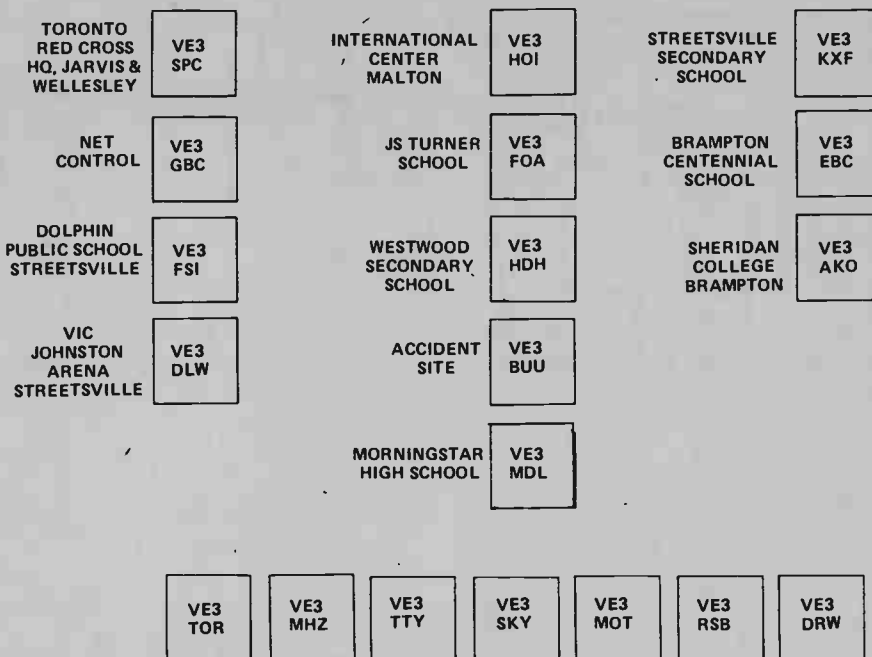 TORONTO
RED CROSS
HQ, JARVIS &
WELLESLEY
VE3
SPC
NET
CONTROL
VE3
GBC
DOLPHIN
PUBLIC SCHOOL
STREETSVILLE
VE3
FSI
VIC
JOHNSTON
ARENA
STREETSVILLE
VE3
DLW
INTERNATIONAL
CENTER
MALTON
VE3
HOI
JS TURNER
SCHOOL
VE3
FOA
WESTWOOD
SECONDARY
SCHOOL
VE3
HDH
ACCIDENT
SITE
VE3
BUU
MORNINGSTAR
HIGH SCHOOL
VE3
MDL
STREETSVILLE
SECONDARY
SCHOOL
VE3
KXF
BRAMPTON
CENTENNIAL
SCHOOL
VE3
EBC
SHERIDAN
COLLEGE
BRAMPTON
VE3
AKO
VE3
TOR
VE3
MHZ
VE3
TTY
VE3
SKY
VE3
MOT
VE3
RSB
VE3
DRW